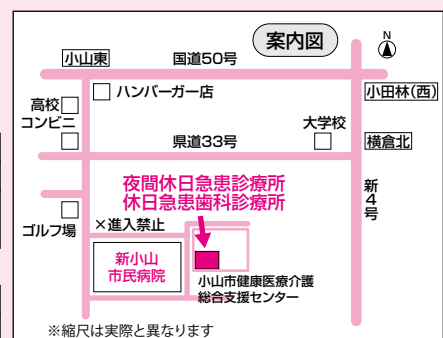 案内図
N
小山東
国道50号
ハンバーガー店
小田林(西)
高校
コンビニ
大学校
県道33号
横倉北
夜間休日急患診療所
休日急患歯科診療所
新4号
ゴルフ場
×進入禁止
新小山
市民病院
小山市健康医療介護
総合支援センター
※縮尺は実際と異なります